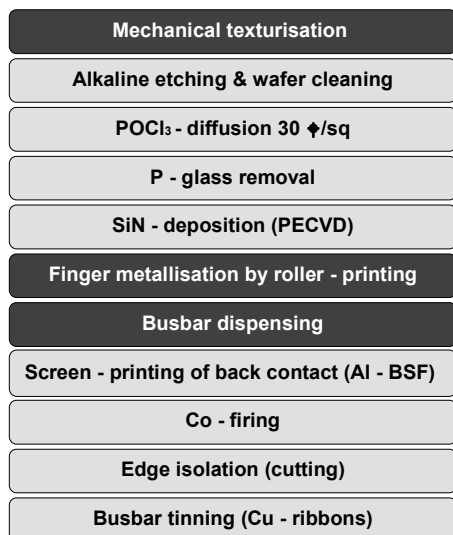 Mechanical texturisation
Alkaline etching & wafer cleaning
POCl₃ - diffusion 30 ⌖/sq
P - glass removal
SiN - deposition (PECVD)
Finger metallisation by roller - printing
Busbar dispensing
Screen - printing of back contact (Al - BSF)
Co - firing
Edge isolation (cutting)
Busbar tinning (Cu - ribbons)